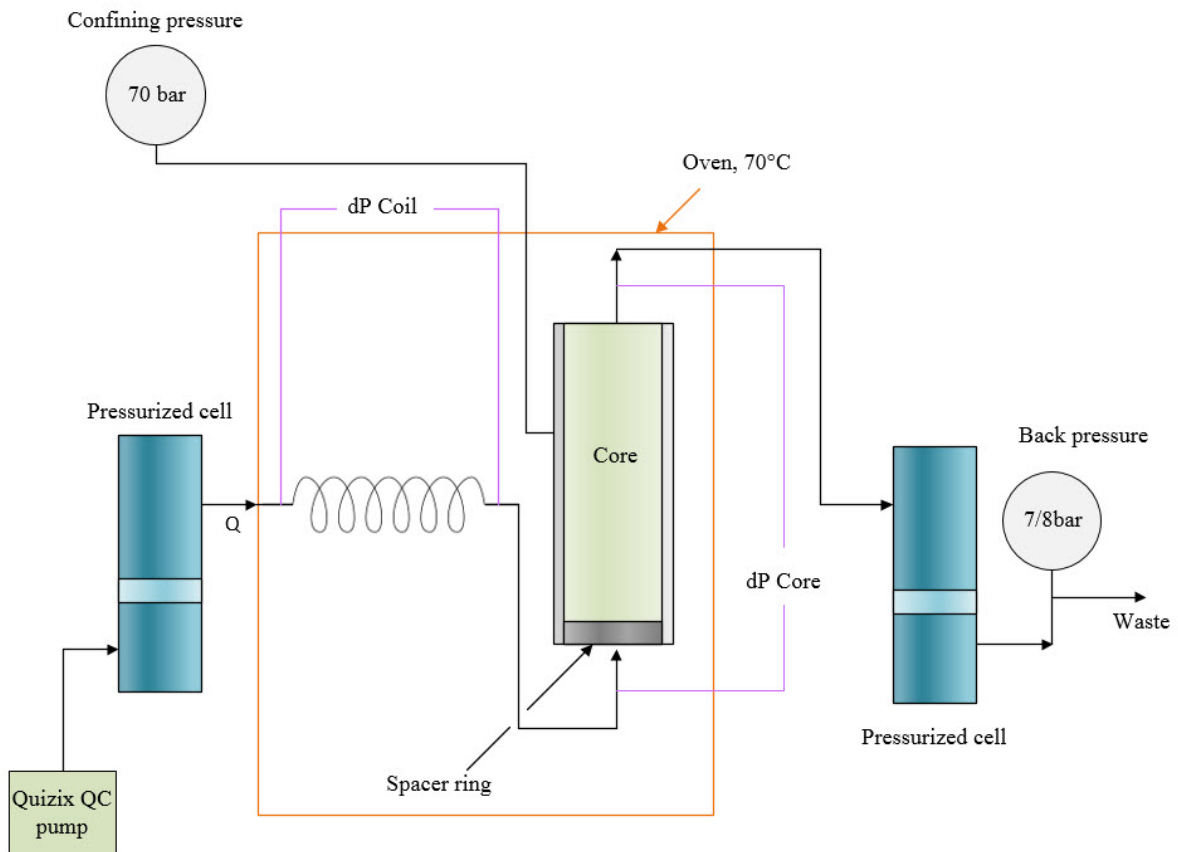 Confining pressure
70 bar
Oven, 70°C
dP Coil
Pressurized cell
Q
Core
Back pressure
7/8bar
dP Core
Waste
Pressurized cell
Spacer ring
Quizix QC
pump